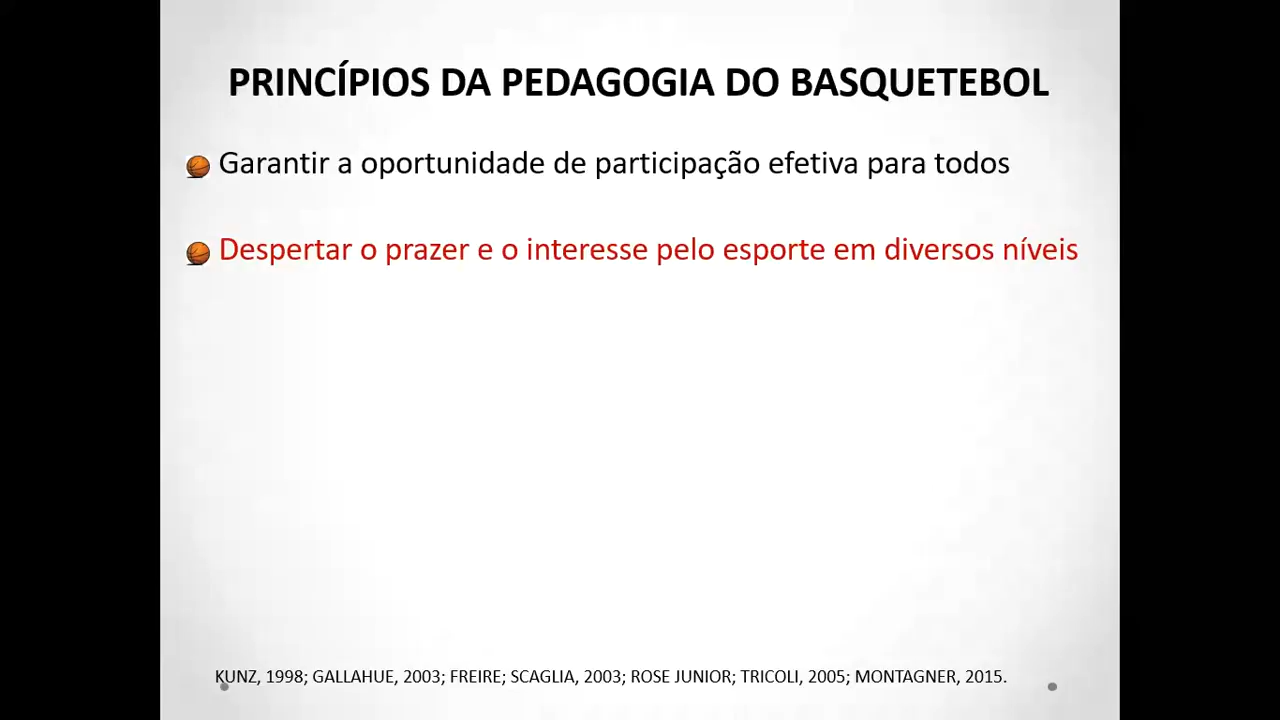 PRINCÍPIOS DA PEDAGOGIA DO BASQUETEBOL
Garantir a oportunidade de participação efetiva para todos
Despertar o prazer e o interesse pelo esporte em diversos níveis
KUNZ, 1998; GALLAHUE, 2003; FREIRE; SCAGLIA, 2003; ROSE JUNIOR; TRICOLI, 2005; MONTAGNER, 2015.